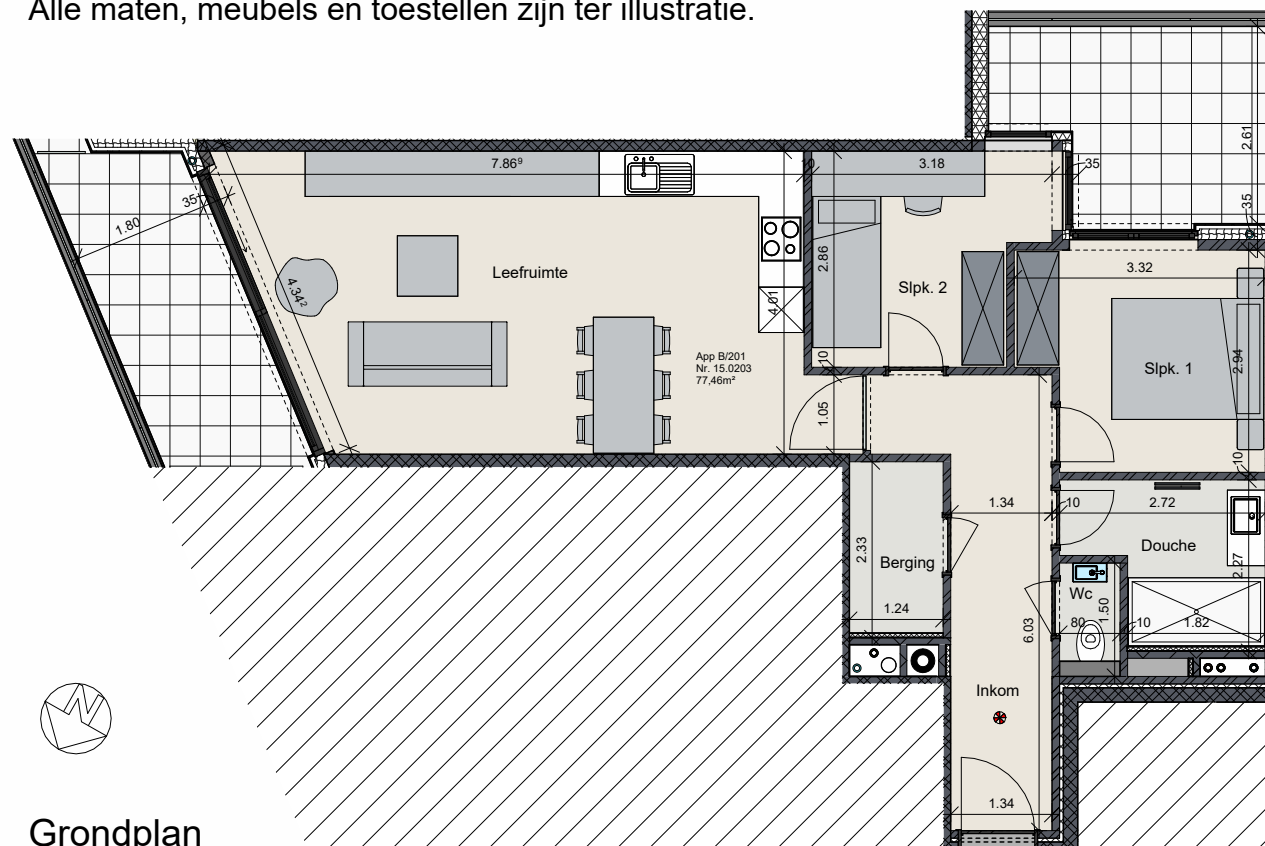 Alle maten, meubels en toestellen zijn ter illustratie.
2.61
7.86⁹
10
3.18
35
35
1.80
35
2.86
Leefruimte
4.34²
4.01
Slpk. 2
3.32
App B/201
Nr. 15.0203
77,46m²
10
Slpk. 1
2.94
1.05
10
1.34
10
2.72
2.33
Berging
Douche
2.27
1.24
Wc
1.50
6.03
80
10
1.82
Inkom
N
1.34
Grondplan